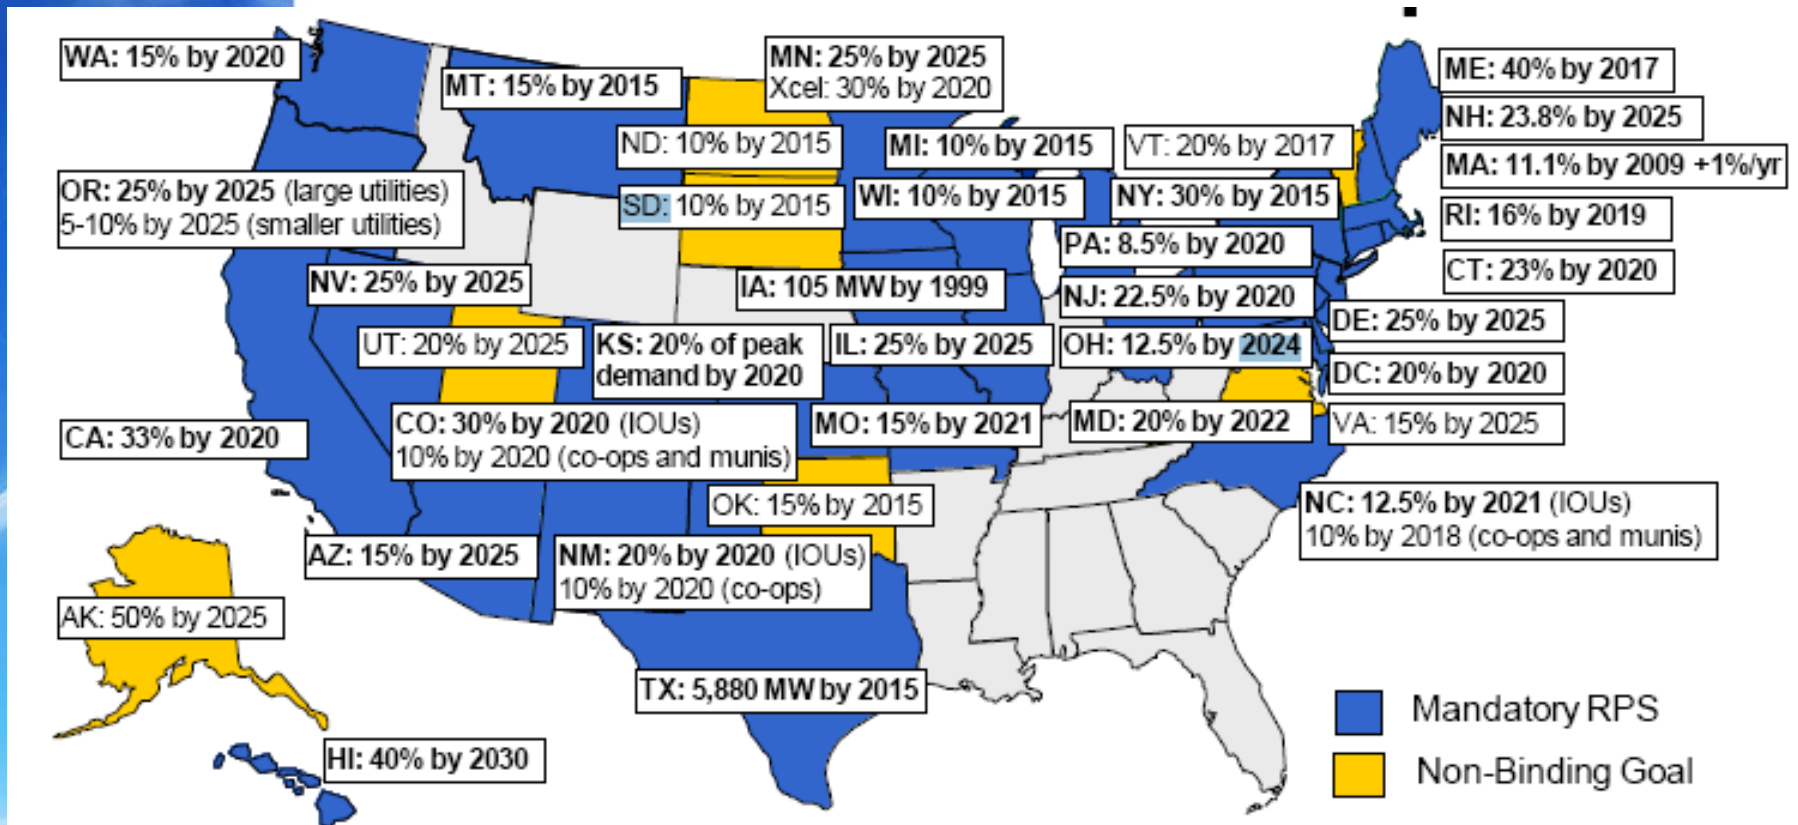 WA: 15% by 2020
MT: 15% by 2015
MN: 25% by 2025
Xcel: 30% by 2020
ME: 40% by 2017
NH: 23.8% by 2025
ND: 10% by 2015
MI: 10% by 2015
VT: 20% by 2017
MA: 11.1% by 2009 +1%/yr
OR: 25% by 2025 (large utilities)
5-10% by 2025 (smaller utilities)
SD: 10% by 2015
WI: 10% by 2015
NY: 30% by 2015
RI: 16% by 2019
PA: 8.5% by 2020
CT: 23% by 2020
NV: 25% by 2025
IA: 105 MW by 1999
NJ: 22.5% by 2020
DE: 25% by 2025
UT: 20% by 2025
KS: 20% of peak
demand by 2020
IL: 25% by 2025
OH: 12.5% by 2024
DC: 20% by 2020
CA: 33% by 2020
CO: 30% by 2020 (IOUs)
10% by 2020 (co-ops and munis)
MO: 15% by 2021
MD: 20% by 2022
VA: 15% by 2025
OK: 15% by 2015
NC: 12.5% by 2021 (IOUs)
10% by 2018 (co-ops and munis)
AZ: 15% by 2025
NM: 20% by 2020 (IOUs)
10% by 2020 (co-ops)
AK: 50% by 2025
TX: 5,880 MW by 2015
HI: 40% by 2030
Mandatory RPS
Non-Binding Goal